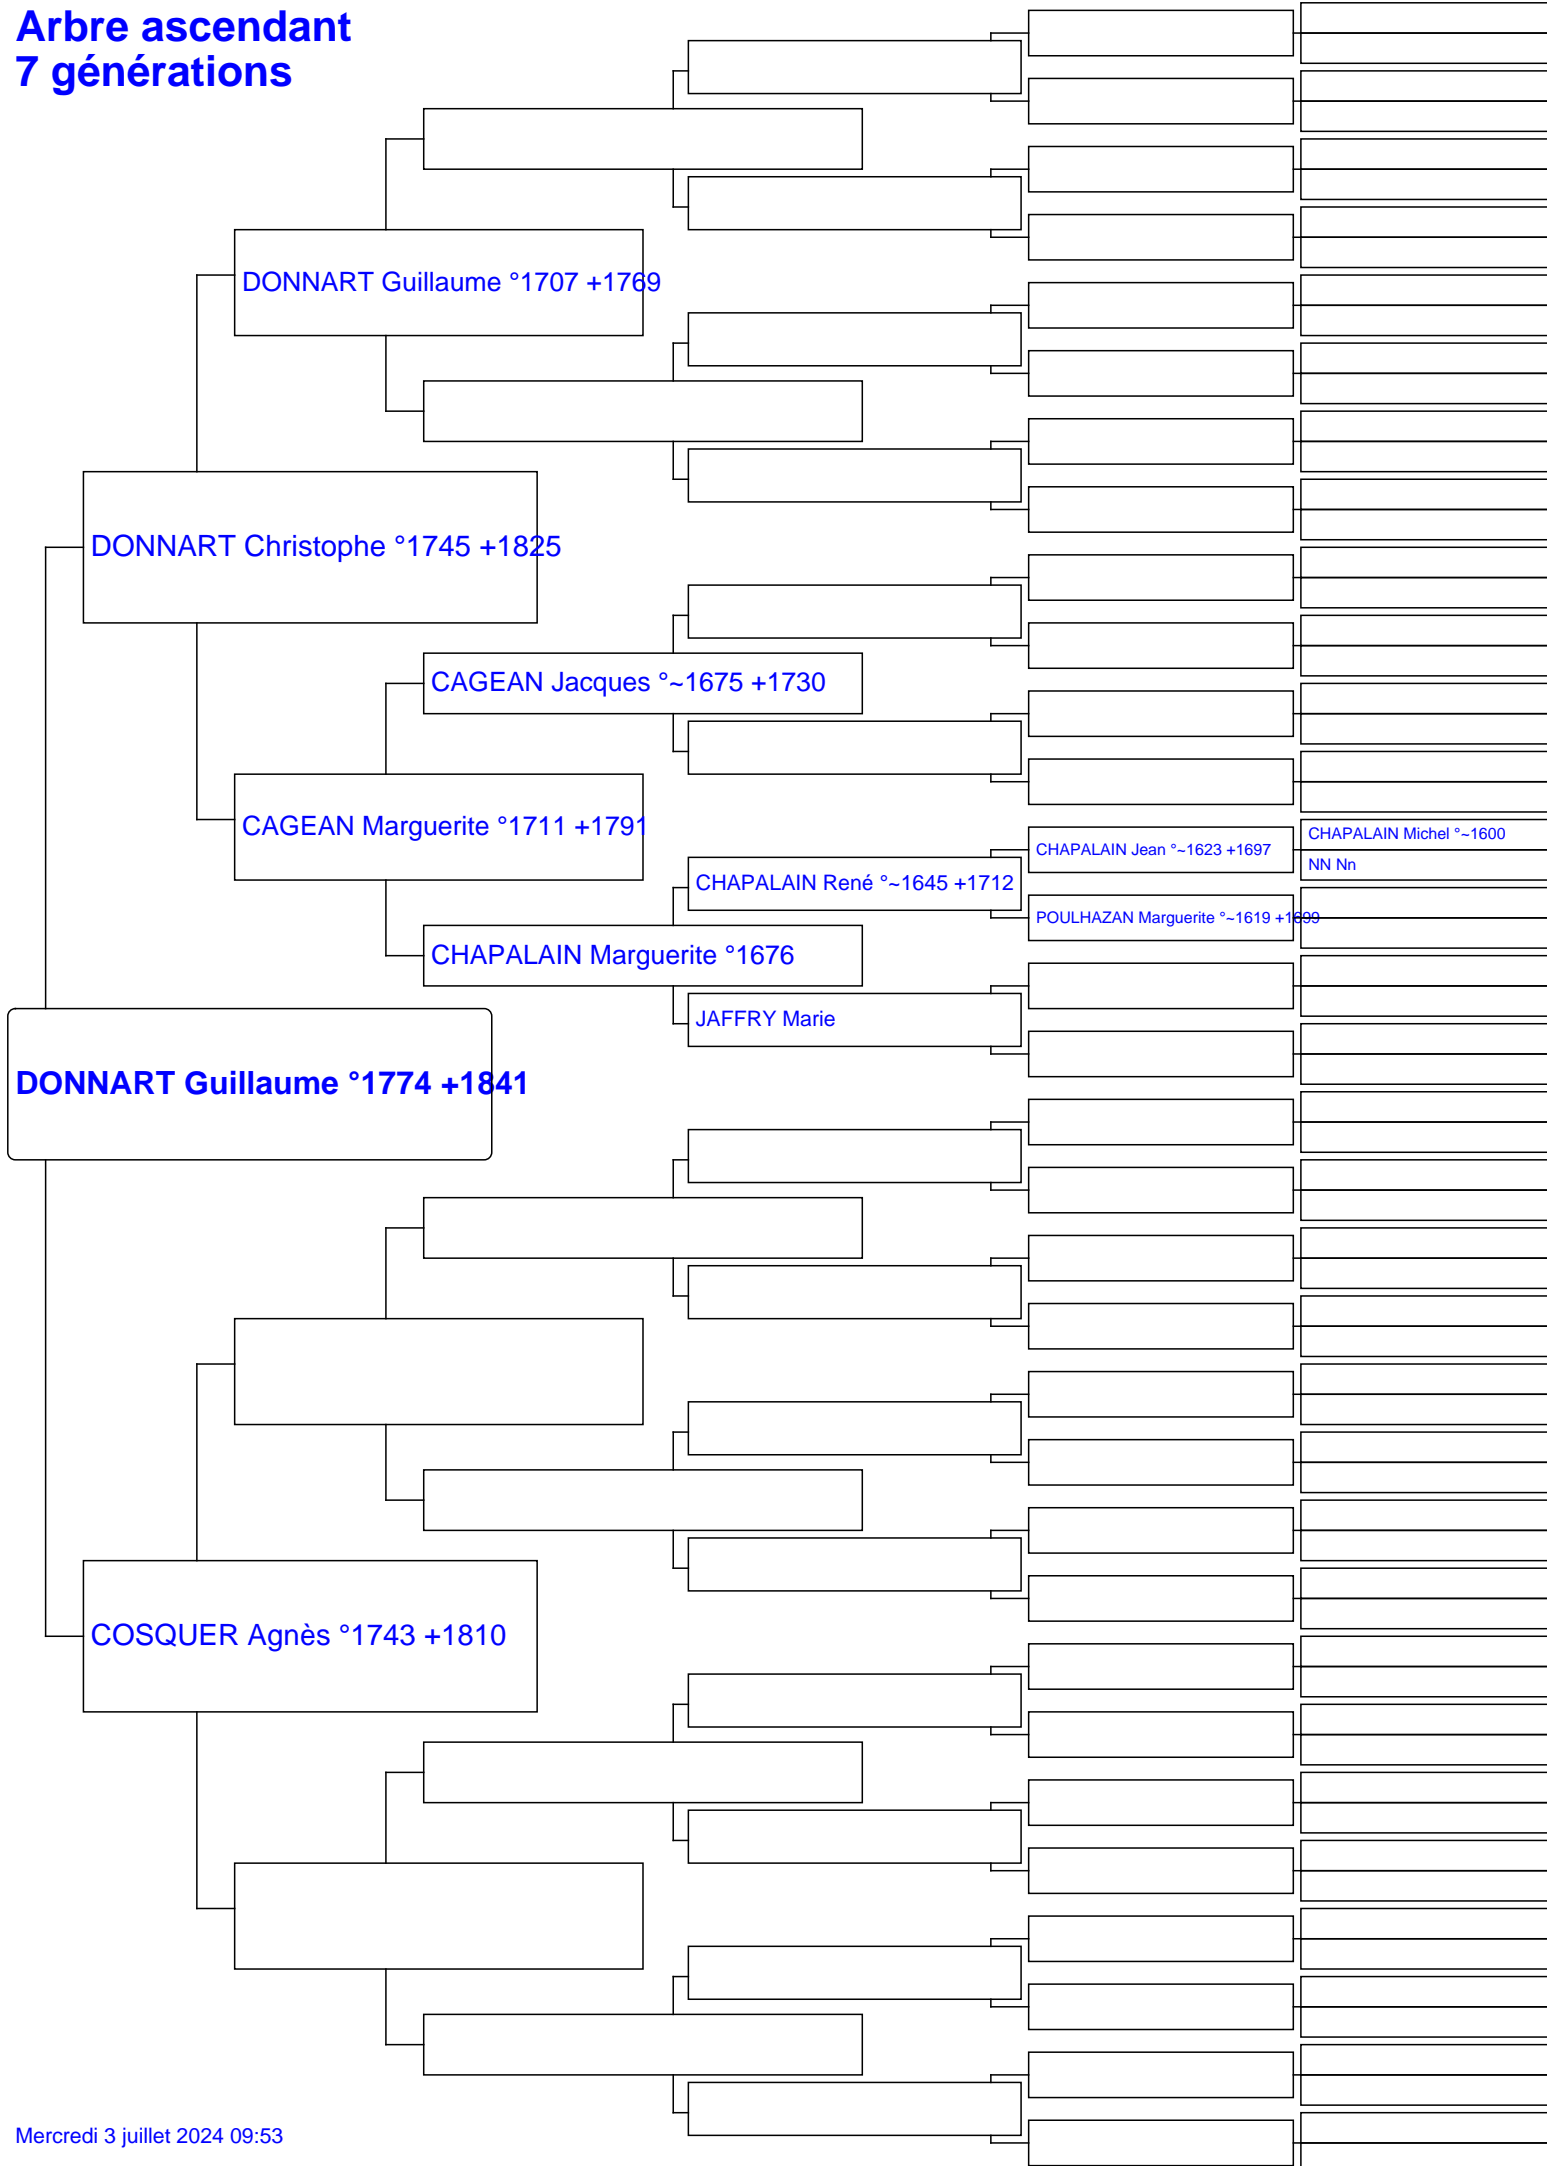 Arbre ascendant
7 générations
DONNART Guillaume °1707 +1769
DONNART Christophe °1745 +1825
CAGEAN Jacques °~1675 +1730
CAGEAN Marguerite °1711 +1791
CHAPALAIN Michel °~1600
CHAPALAIN Jean °~1623 +1697
NN Nn
CHAPALAIN René °~1645 +1712
POULHAZAN Marguerite °~1619 +1699
CHAPALAIN Marguerite °1676
JAFFRY Marie
DONNART Guillaume °1774 +1841
COSQUER Agnès °1743 +1810
Mercredi 3 juillet 2024 09:53